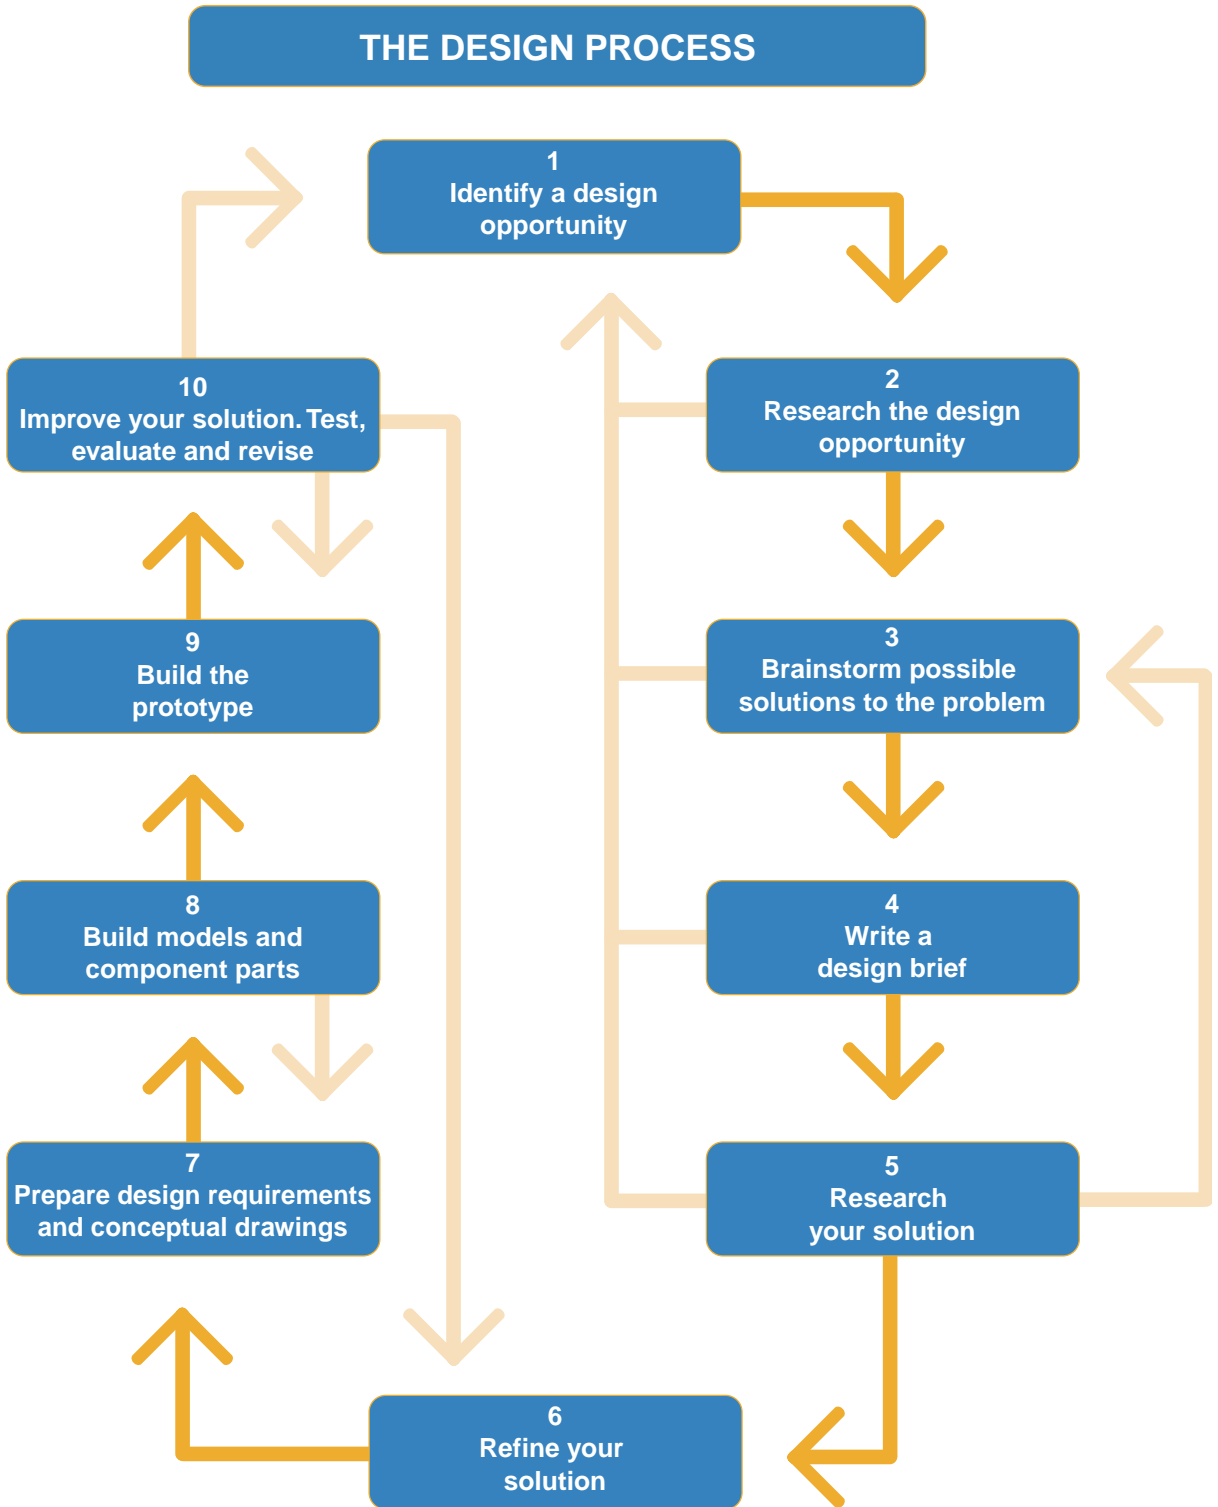 THE DESIGN PROCESS
1
Identify a design
opportunity
2
Research the design
opportunity
3
Brainstorm possible
solutions to the problem
4
Write a
design brief
5
Research
your solution
6
Refine your
solution
7
Prepare design requirements
and conceptual drawings
8
Build models and
component parts
9
Build the
prototype
10
Improve your solution. Test,
evaluate and revise